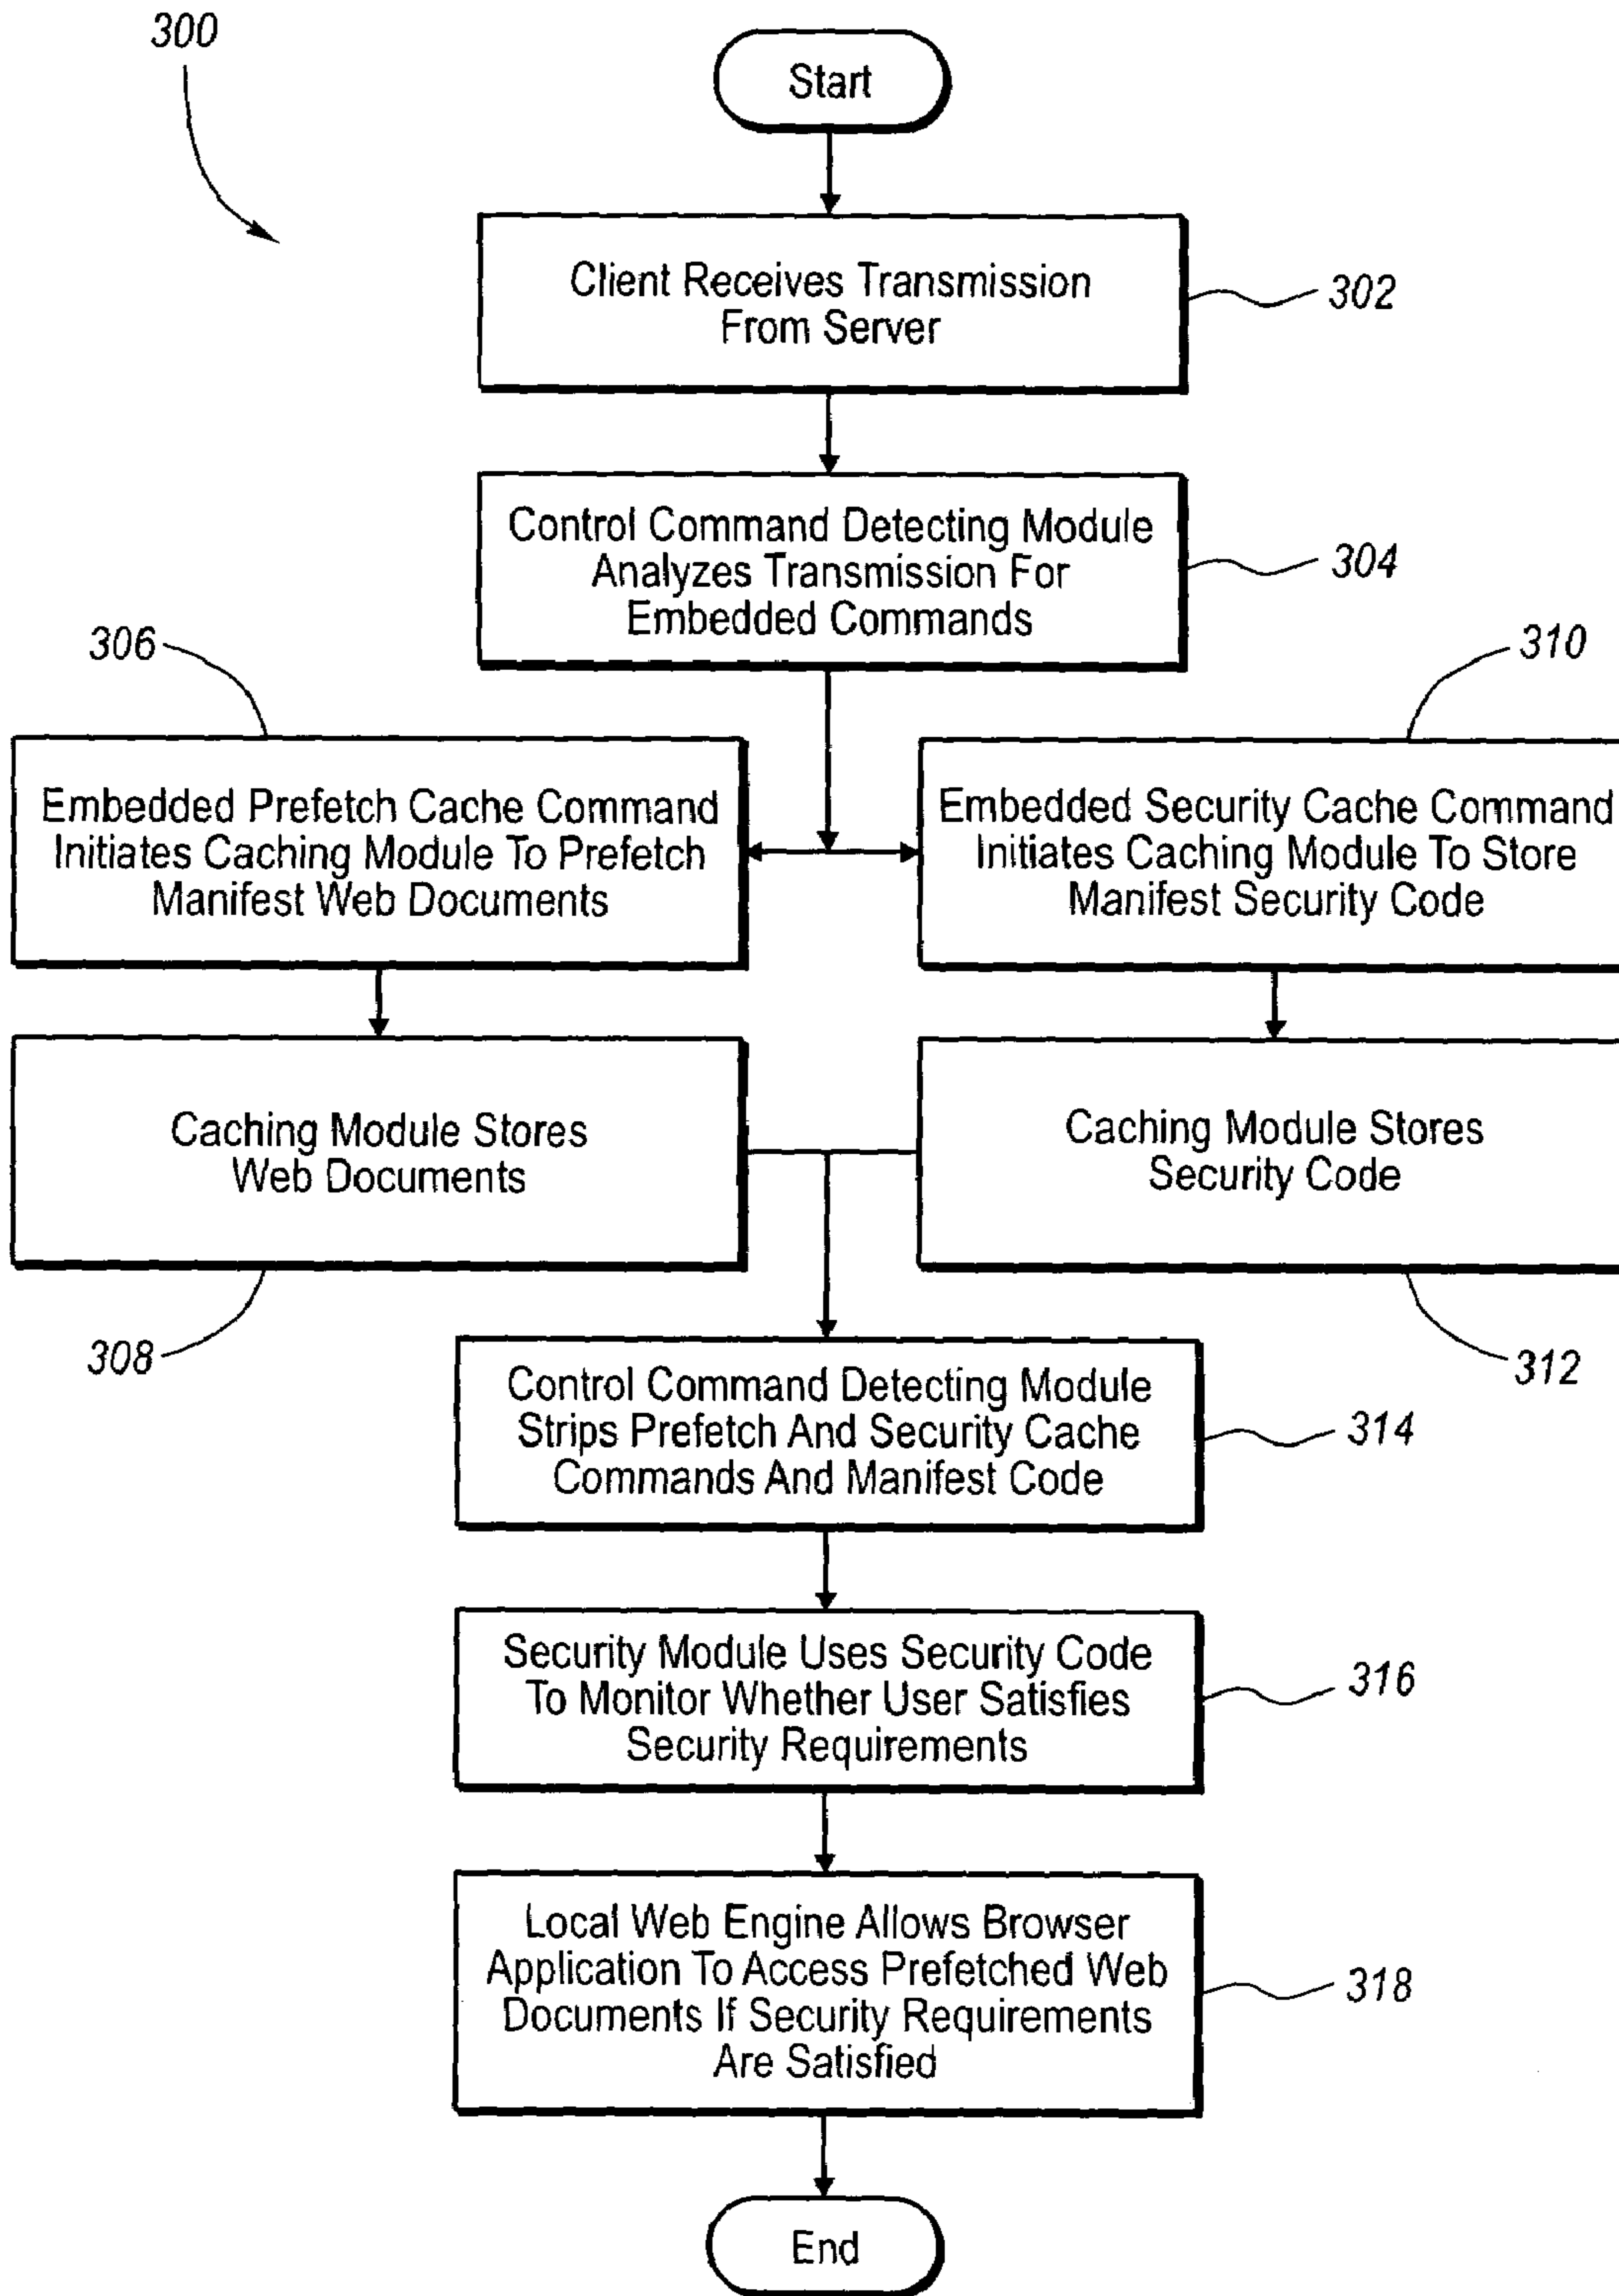 300
Start
Client Receives Transmission
From Server
302
Control Command Detecting Module
Analyzes Transmission For
Embedded Commands
304
306
310
Embedded Prefetch Cache Command
Initiates Caching Module To Prefetch
Manifest Web Documents
Embedded Security Cache Command
Initiates Caching Module To Store
Manifest Security Code
Caching Module Stores
Web Documents
Caching Module Stores
Security Code
308
312
Control Command Detecting Module
Strips Prefetch And Security Cache
Commands And Manifest Code
314
Security Module Uses Security Code
To Monitor Whether User Satisfies
Security Requirements
316
Local Web Engine Allows Browser
Application To Access Prefetched Web
Documents If Security Requirements
Are Satisfied
318
End